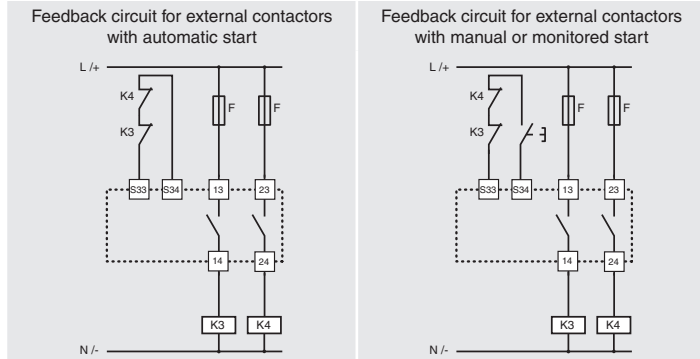 Feedback circuit for external contactors
with automatic start
L /+
K4
F
F
K3
S33
S34
13
23
14
24
K3
K4
N /-
Feedback circuit for external contactors
with manual or monitored start
L /+
K4
F
F
K3
S33
S34
13
23
14
24
K3
K4
N /-